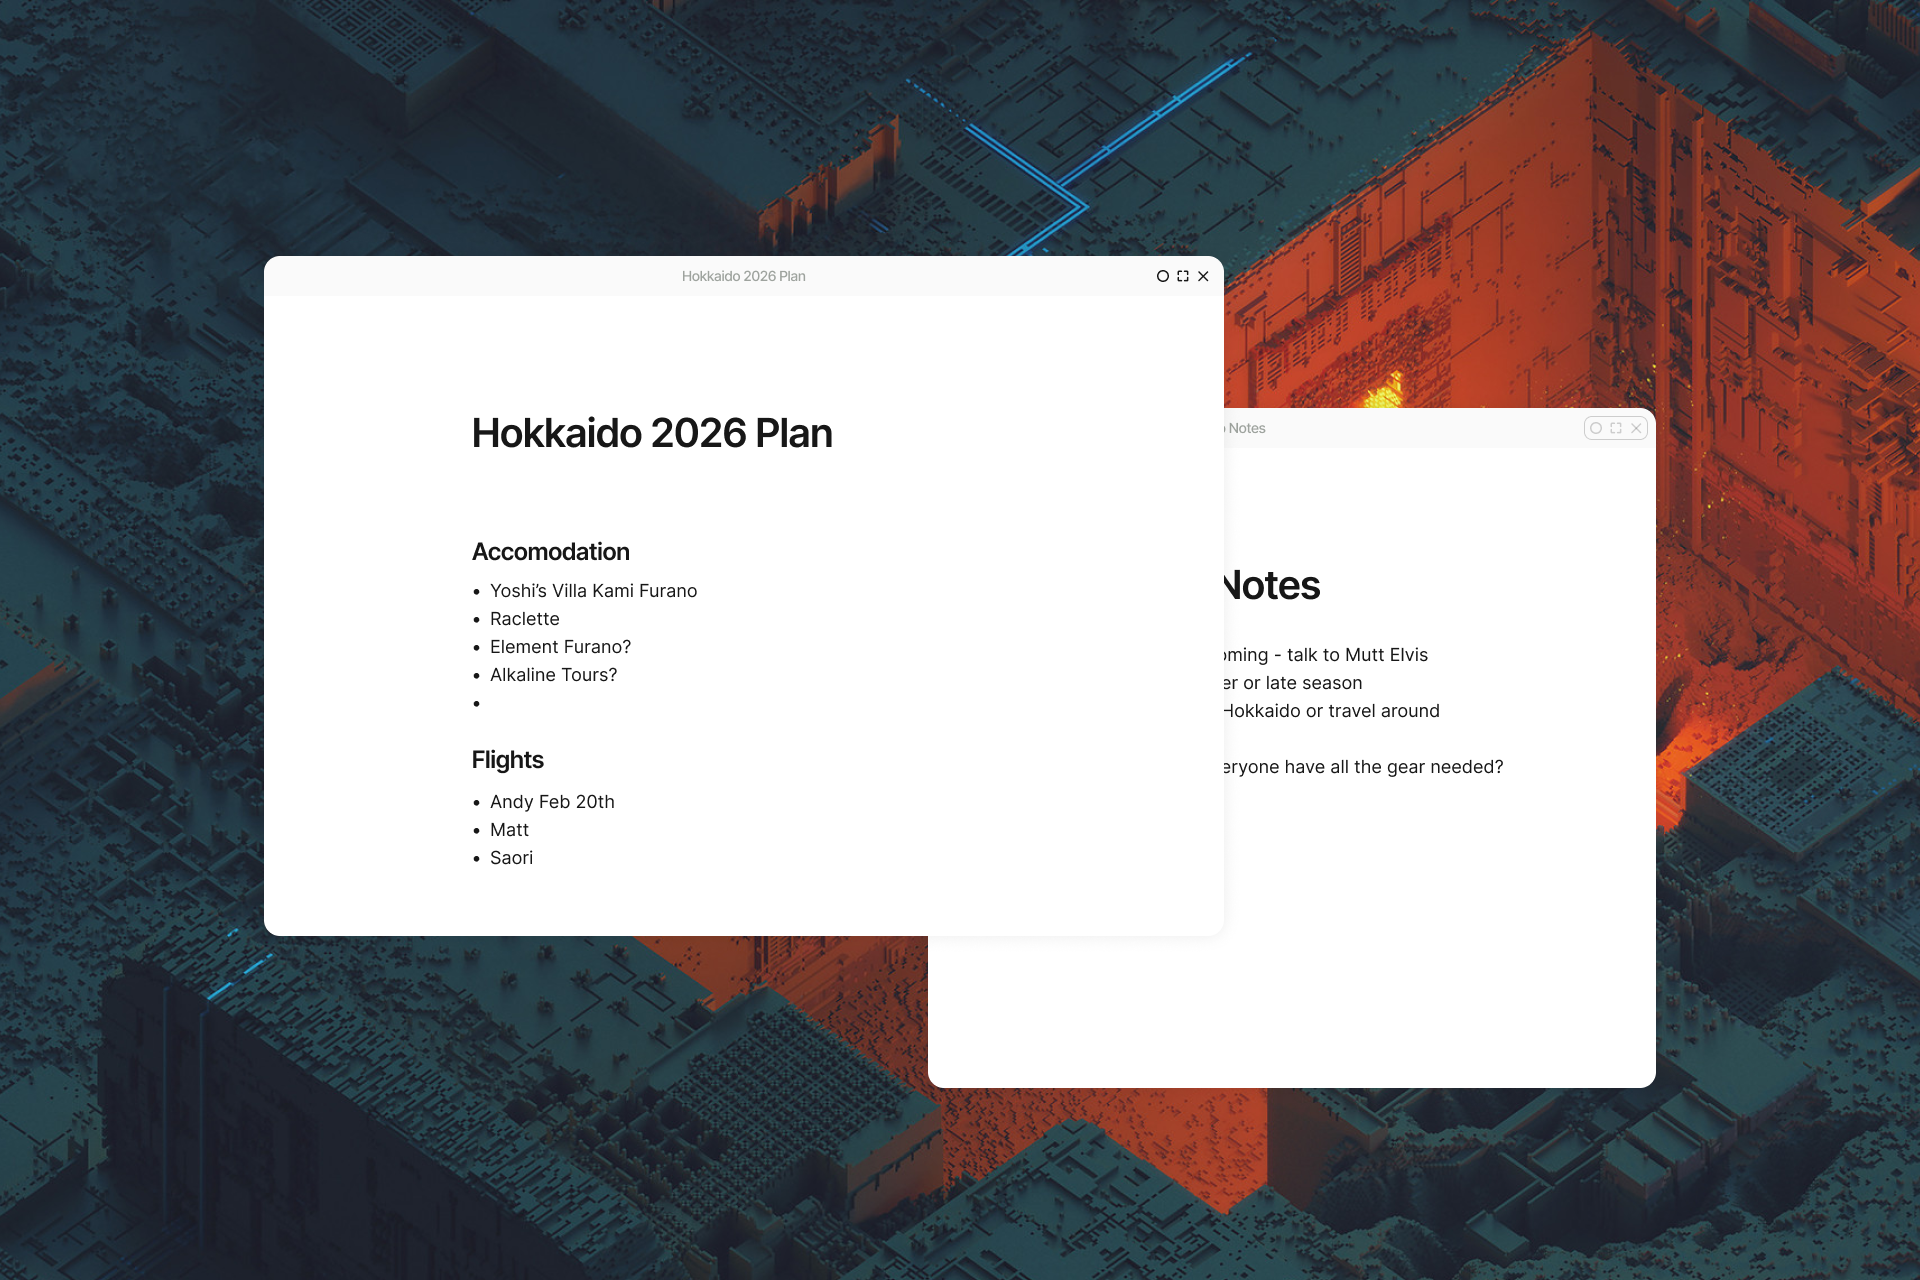 Hokkaido 2026 Plan
Hokkaido 2026 Plan
Accomodation
• Yoshi’s Villa Kami Furano
• Raclette
• Element Furano?
• Alkaline Tours?
•
Flights
• Andy Feb 20th
• Matt
• Saori
Notes
Notes
- talk to Mutt Elvis
or late season
Hokkaido or travel around
have all the gear needed?